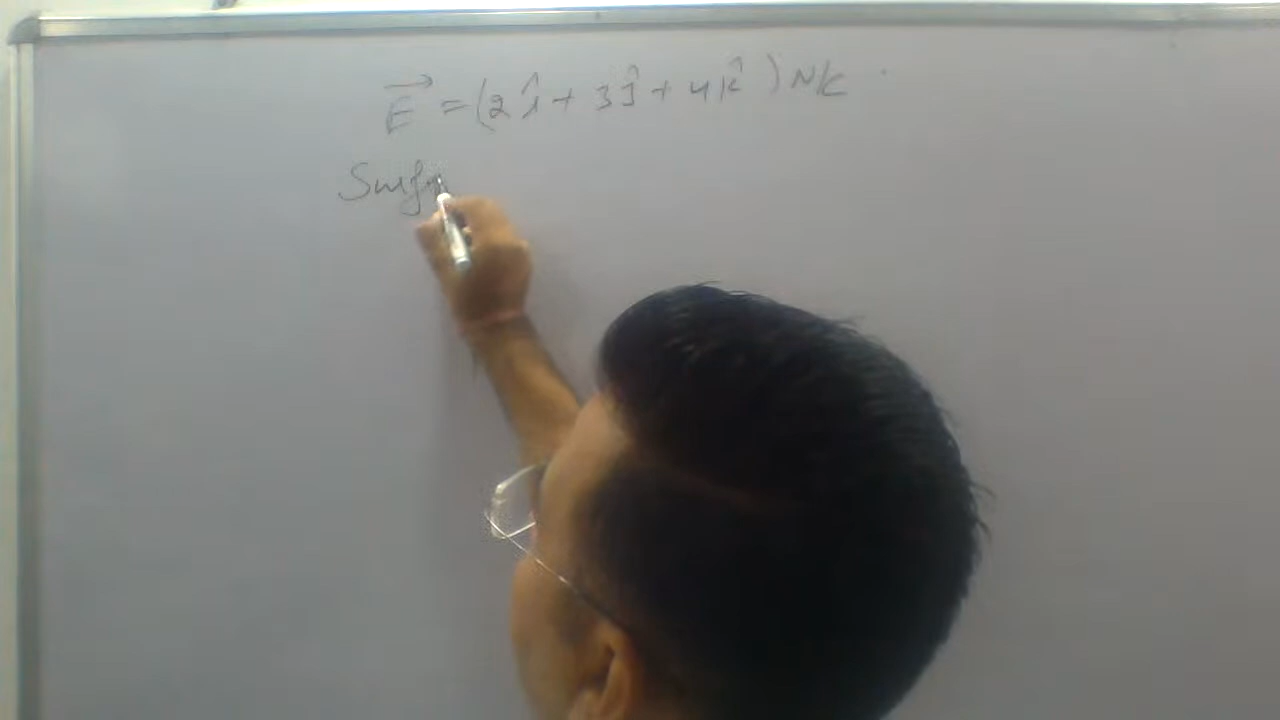 E⃗ = (2î + 3ĵ + 4k̂) N/C
Surf